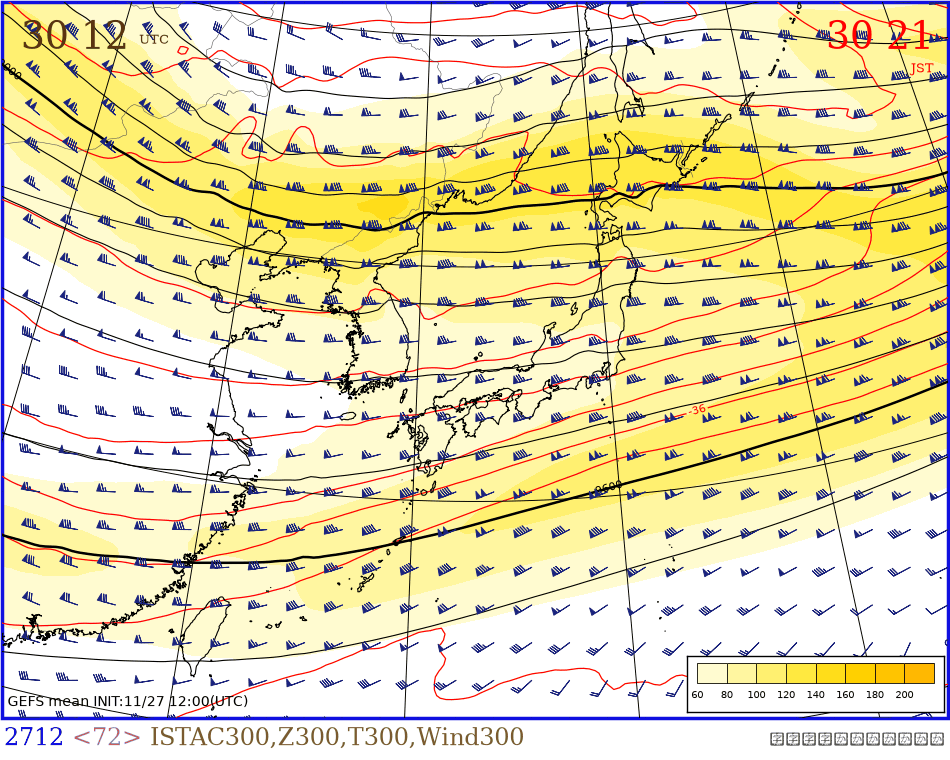 30 12 UTC
30 21
JST
-36
9600
GEFS mean INIT:11/27 12:00(UTC)
60 80 100 120 140 160 180 200
2712 <72> ISTAC300,Z300,T300,Wind300